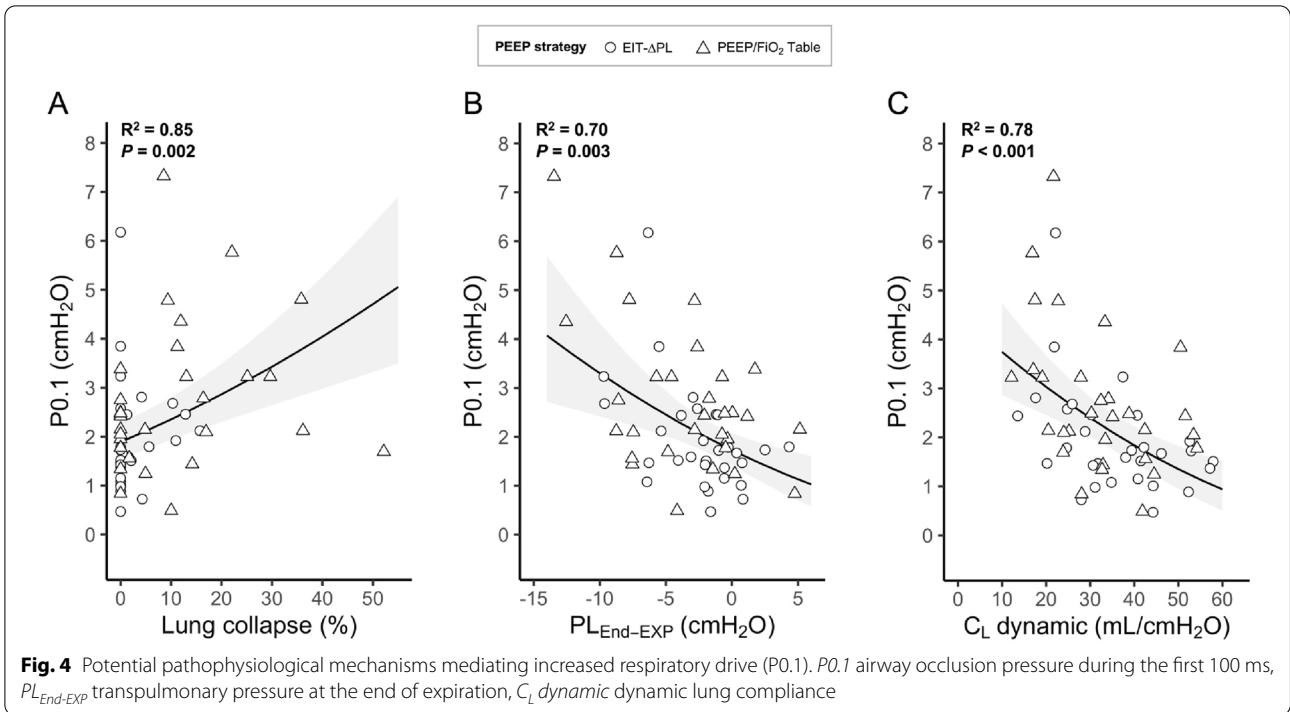 PEEP strategy ○ EIT-ΔPL △ PEEP/FiO₂ Table
A
R² = 0.85
P = 0.002
8
7
6
5
4
3
2
1
0
P0.1 (cmH₂O)
0 10 20 30 40 50
Lung collapse (%)
B
R² = 0.70
P = 0.003
8
7
6
5
4
3
2
1
0
P0.1 (cmH₂O)
-15 -10 -5 0 5
PL_End−EXP (cmH₂O)
C
R² = 0.78
P < 0.001
8
7
6
5
4
3
2
1
0
P0.1 (cmH₂O)
0 10 20 30 40 50 60
C_L dynamic (mL/cmH₂O)
Fig. 4 Potential pathophysiological mechanisms mediating increased respiratory drive (P0.1). P0.1 airway occlusion pressure during the first 100 ms,
PL_End-EXP transpulmonary pressure at the end of expiration, C_L dynamic dynamic lung compliance